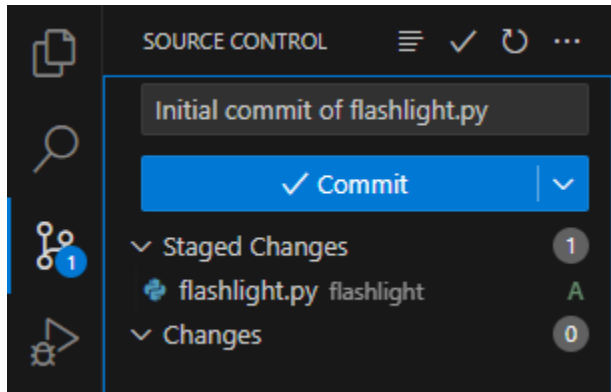 SOURCE CONTROL
Initial commit of flashlight.py
Commit
1
Staged Changes 1
flashlight.py flashlight A
Changes 0